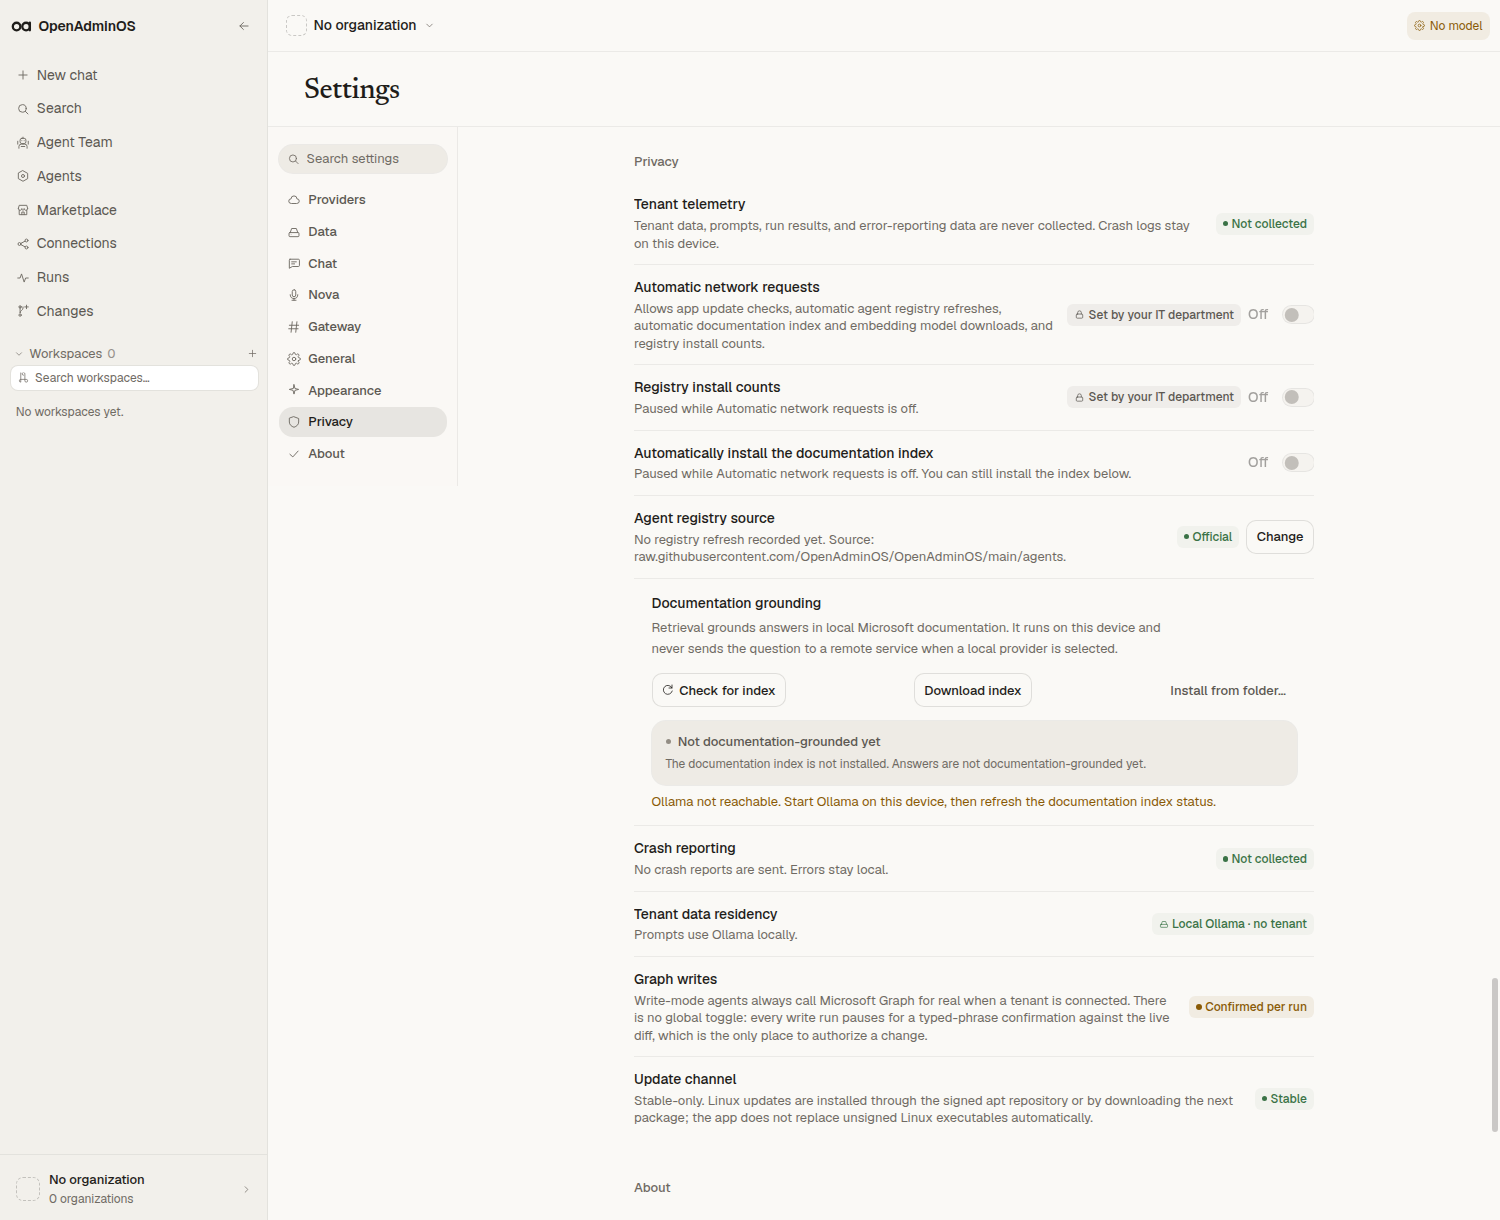 OpenAdminOS
New chat
Search
Agent Team
Agents
Marketplace
Connections
Runs
Changes
Workspaces 0
Search workspaces...
No workspaces yet.
No organization
0 organizations
No organization
No model
Settings
Search settings
Providers
Data
Chat
Nova
Gateway
General
Appearance
Privacy
About
Privacy
Tenant telemetry
Tenant data, prompts, run results, and error-reporting data are never collected. Crash logs stay
on this device.
Not collected
Automatic network requests
Allows app update checks, automatic agent registry refreshes,
automatic documentation index and embedding model downloads, and
registry install counts.
Set by your IT department
Off
Registry install counts
Paused while Automatic network requests is off.
Set by your IT department
Off
Automatically install the documentation index
Paused while Automatic network requests is off. You can still install the index below.
Off
Agent registry source
No registry refresh recorded yet. Source:
raw.githubusercontent.com/OpenAdminOS/OpenAdminOS/main/agents.
Official
Change
Documentation grounding
Retrieval grounds answers in local Microsoft documentation. It runs on this device and
never sends the question to a remote service when a local provider is selected.
Check for index
Download index
Install from folder...
Not documentation-grounded yet
The documentation index is not installed. Answers are not documentation-grounded yet.
Ollama not reachable. Start Ollama on this device, then refresh the documentation index status.
Crash reporting
No crash reports are sent. Errors stay local.
Not collected
Tenant data residency
Prompts use Ollama locally.
Local Ollama · no tenant
Graph writes
Write-mode agents always call Microsoft Graph for real when a tenant is connected. There
is no global toggle: every write run pauses for a typed-phrase confirmation against the live
diff, which is the only place to authorize a change.
Confirmed per run
Update channel
Stable-only. Linux updates are installed through the signed apt repository or by downloading the next
package; the app does not replace unsigned Linux executables automatically.
Stable
About